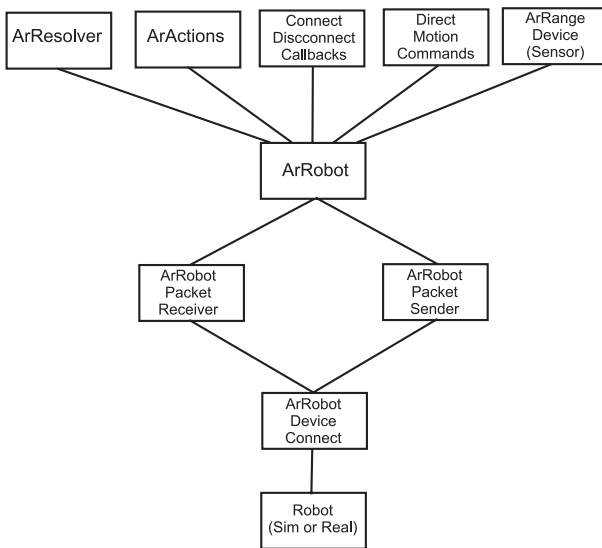 ArResolver
ArActions
Connect
Discconnect
Callbacks
Direct
Motion
Commands
ArRange
Device
(Sensor)
ArRobot
ArRobot
Packet
Receiver
ArRobot
Packet
Sender
ArRobot
Device
Connect
Robot
(Sim or Real)